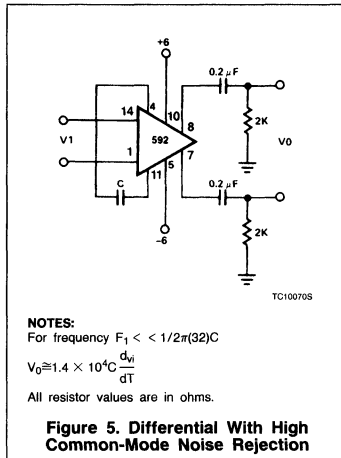 +6
0.2 μF
14
4
10
8
2K
V1
592
V0
1
11
5
7
0.2 μF
C
2K
-6
TC10070S
NOTES:
For frequency F₁ < < 1/2π(32)C
V₀≅1.4 × 10⁴C dvi/dT
All resistor values are in ohms.
Figure 5. Differential With High
Common-Mode Noise Rejection